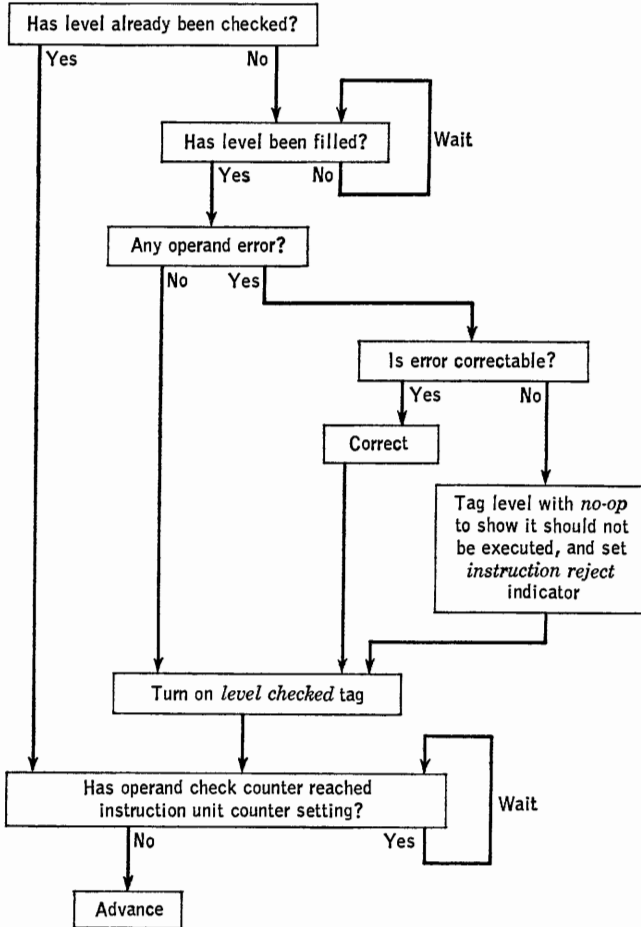 Has level already been checked?
Yes No
Has level been filled?
Wait
Yes No
Any operand error?
No Yes
Is error correctable?
Yes No
Correct
Tag level with no-op
to show it should not
be executed, and set
instruction reject
indicator
Turn on level checked tag
Has operand check counter reached
instruction unit counter setting?
Wait
No Yes
Advance